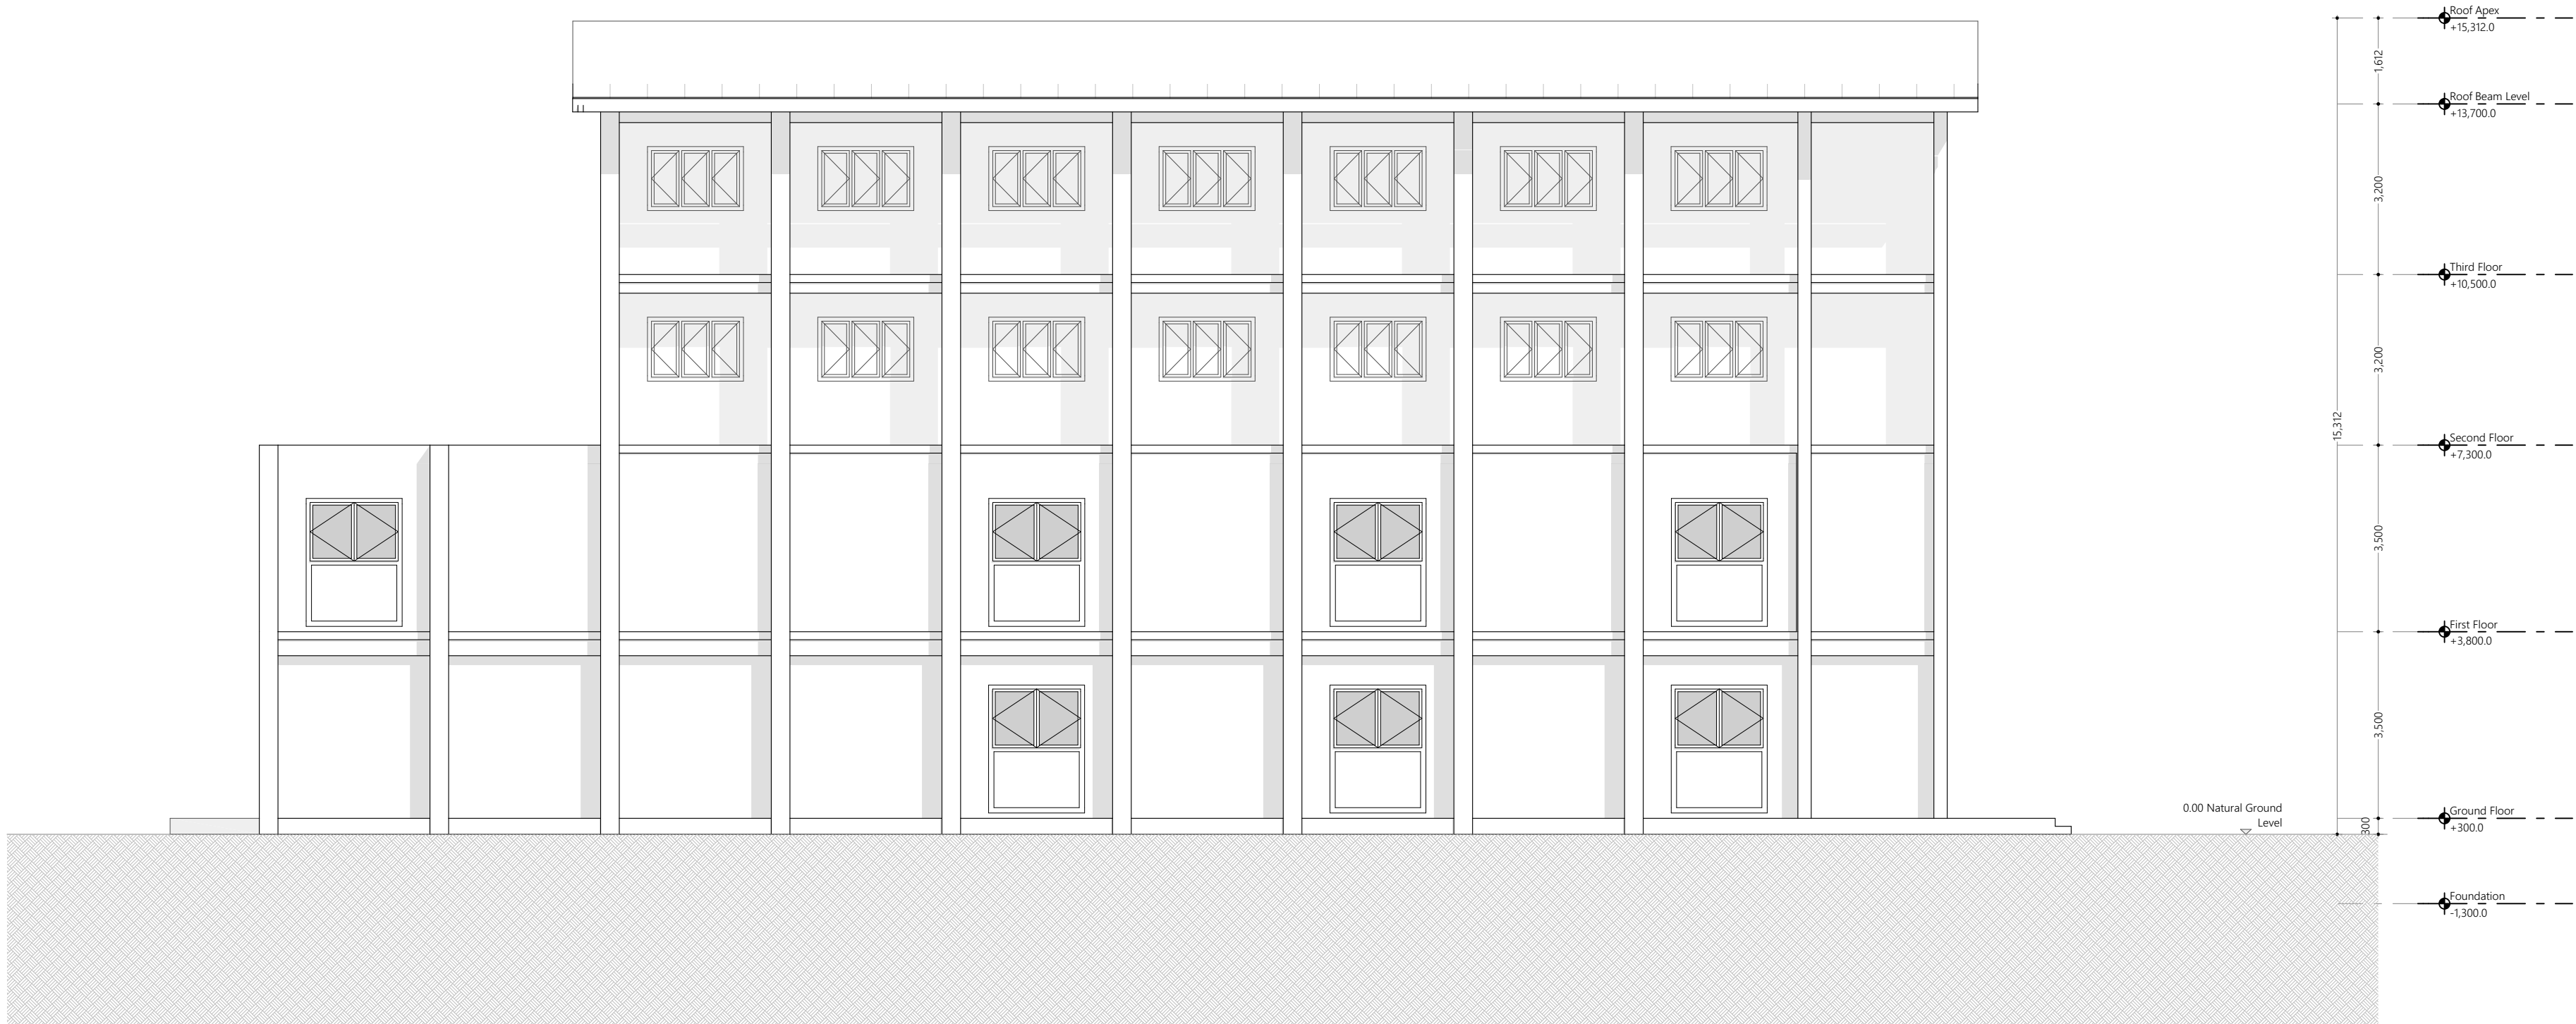 Roof Apex
+15,312.0
1,612
Roof Beam Level
+13,700.0
3,200
Third Floor
+10,500.0
3,200
15,312
Second Floor
+7,300.0
3,500
First Floor
+3,800.0
3,500
0.00 Natural Ground
Level
300
Ground Floor
+300.0
Foundation
-1,300.0